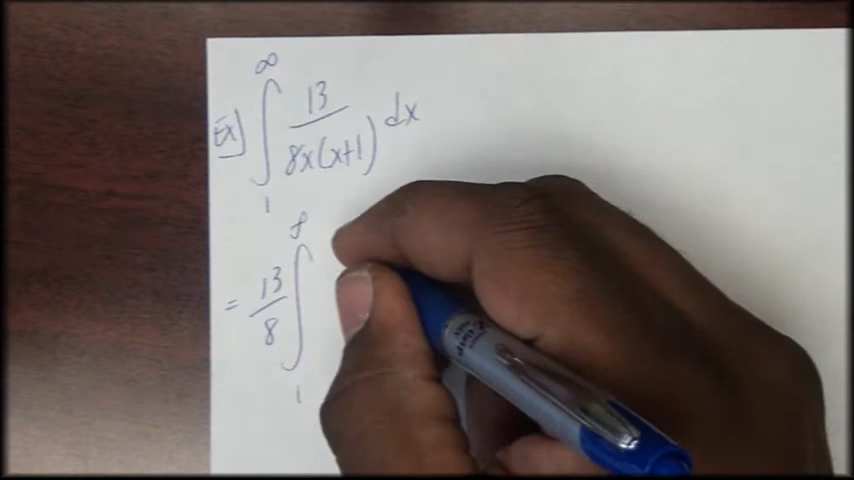 Ex] ∫₁^∞ 13/(8x(x+1)) dx
= 13/8 ∫₁^∞